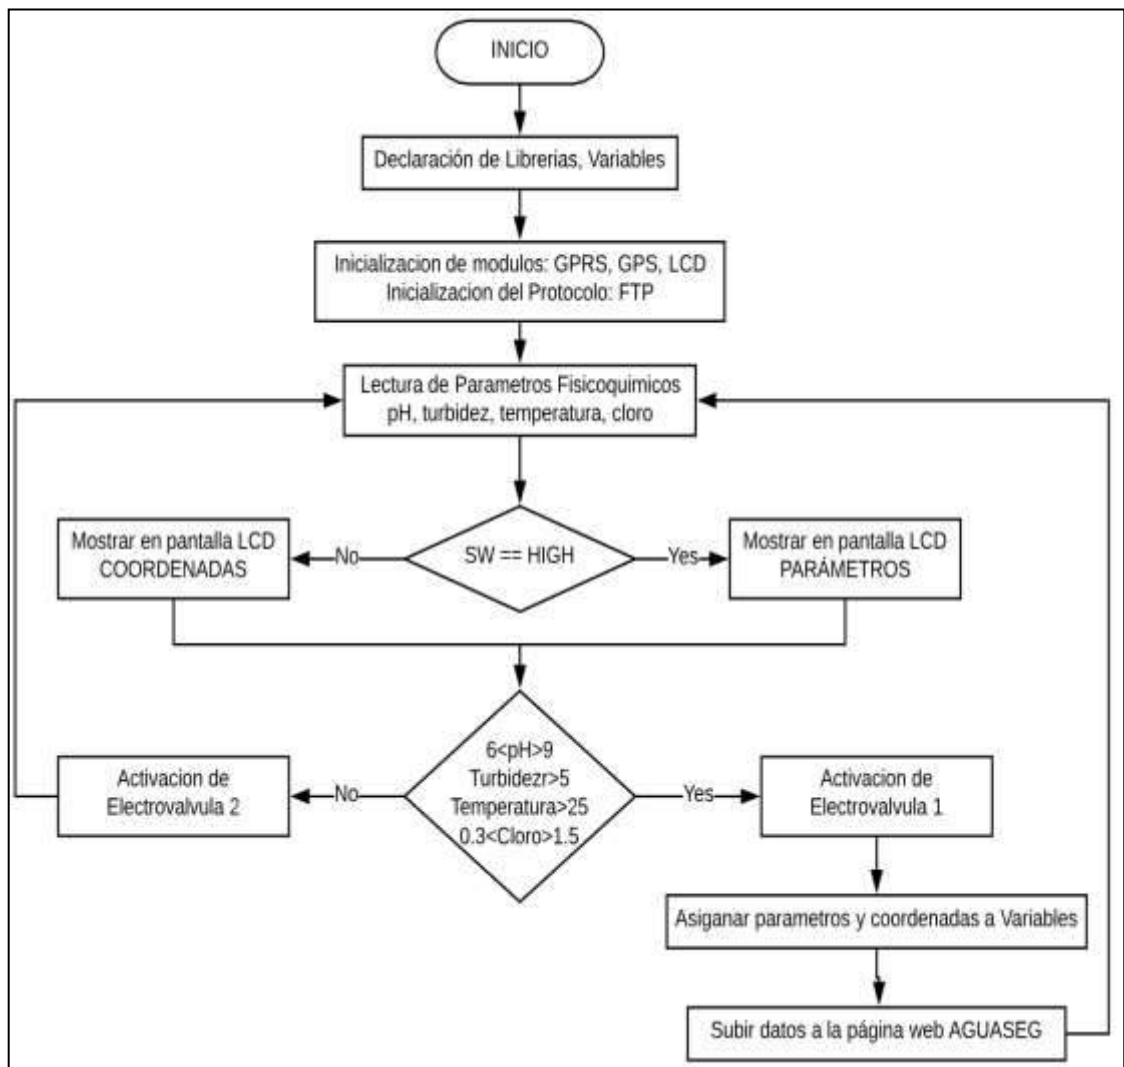 INICIO
Declaración de Librerias, Variables
Inicializacion de modulos: GPRS, GPS, LCD
Inicializacion del Protocolo: FTP
Lectura de Parametros Fisicoquimicos
pH, turbidez, temperatura, cloro
Mostrar en pantalla LCD
COORDENADAS
No
SW == HIGH
Yes
Mostrar en pantalla LCD
PARÁMETROS
Activacion de
Electrovalvula 2
No
6<pH>9
Turbidezr>5
Temperatura>25
0.3<Cloro>1.5
Yes
Activacion de
Electrovalvula 1
Asiganar parametros y coordenadas a Variables
Subir datos a la página web AGUASEG